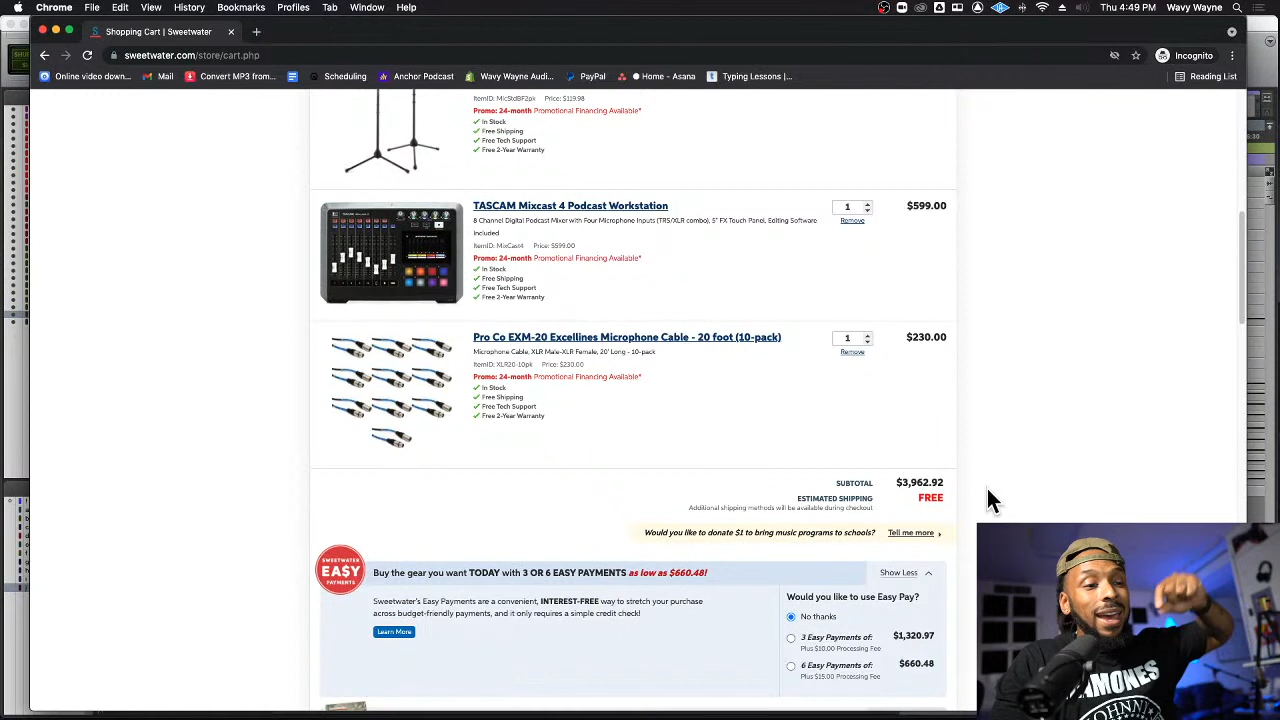 Chrome File Edit View History Bookmarks Profiles Tab Window Help
Thu 4:49 PM Wavy Wayne
Shopping Cart | Sweetwater
sweetwater.com/store/cart.php
Incognito
Online video down... Mail Convert MP3 from... Scheduling Anchor Podcast Wavy Wayne Audi... PayPal Home - Asana Typing Lessons |... Reading List
ItemID: MicStdBF2pk Price: $119.98
Promo: 24-month Promotional Financing Available*
In Stock
Free Shipping
Free Tech Support
Free 2-Year Warranty
TASCAM Mixcast 4 Podcast Workstation
1
$599.00
8 Channel Digital Podcast Mixer with Four Microphone Inputs (TRS/XLR combo), 5" FX Touch Panel, Editing Software
Included
Remove
ItemID: MixCast4 Price: $599.00
Promo: 24-month Promotional Financing Available*
In Stock
Free Shipping
Free Tech Support
Free 2-Year Warranty
Pro Co EXM-20 Excellines Microphone Cable - 20 foot (10-pack)
1
$230.00
Microphone Cable, XLR Male-XLR Female, 20' Long - 10-pack
Remove
ItemID: XLR20-10pk Price: $230.00
Promo: 24-month Promotional Financing Available*
In Stock
Free Shipping
Free Tech Support
Free 2-Year Warranty
SUBTOTAL $3,962.92
ESTIMATED SHIPPING FREE
Additional shipping methods will be available during checkout
Would you like to donate $1 to bring music programs to schools? Tell me more
SWEETWATER
EASY
PAYMENTS
Buy the gear you want TODAY with 3 OR 6 EASY PAYMENTS as low as $660.48!
Show Less
Sweetwater's Easy Payments are a convenient, INTEREST-FREE way to stretch your purchase
across budget-friendly payments, and it only requires a simple credit check!
Learn More
Would you like to use Easy Pay?
No thanks
3 Easy Payments of: $1,320.97
Plus $10.00 Processing Fee
6 Easy Payments of: $660.48
Plus $15.00 Processing Fee
RAMONES
JOHNNY